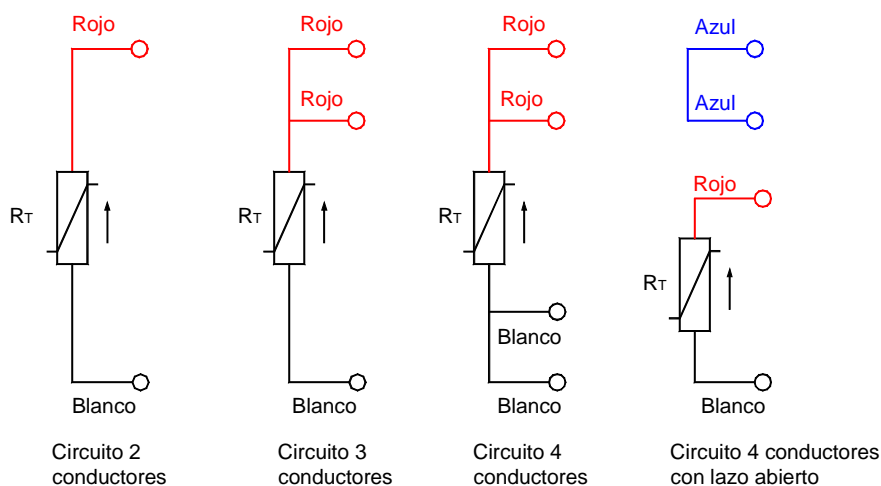 Rojo
Rojo
RT
Blanco
Circuito 2
conductores
Rojo
Rojo
RT
Blanco
Circuito 3
conductores
Rojo
Rojo
RT
Blanco
Blanco
Circuito 4
conductores
Azul
Azul
Rojo
RT
Blanco
Circuito 4 conductores
con lazo abierto